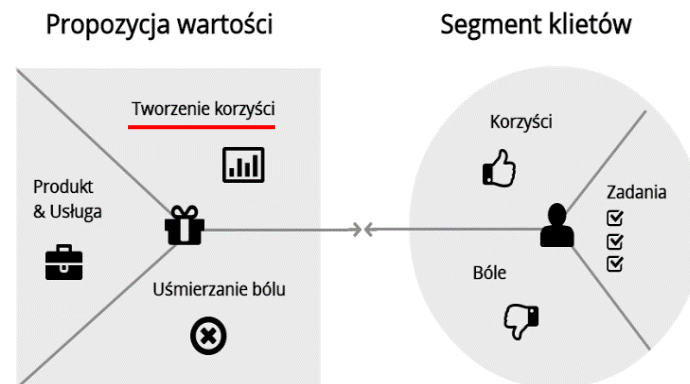 Propozycja wartości
Segment klietów
Tworzenie korzyści
Produkt
& Usługa
Uśmierzanie bólu
Korzyści
Zadania
Bóle